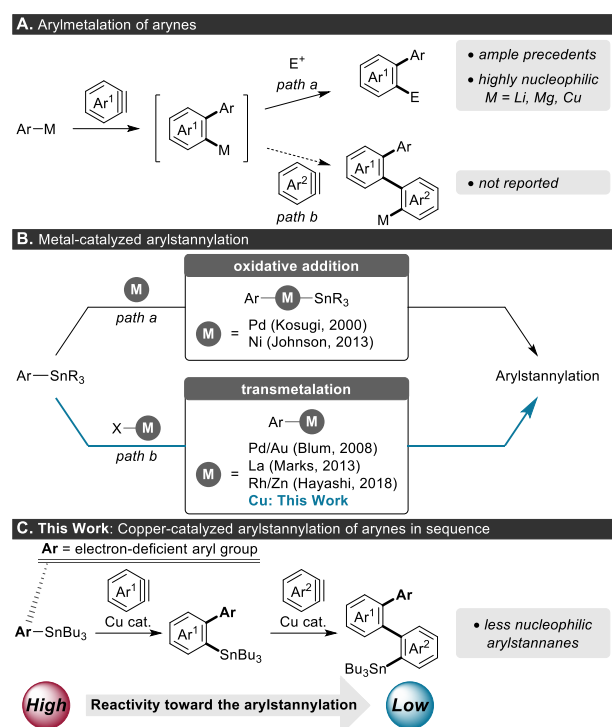 A. Arylmetalation of arynes
Ar–M
Ar¹
Ar¹
Ar
M
E⁺
path a
Ar
Ar¹
E
• ample precedents
• highly nucleophilic
M = Li, Mg, Cu
Ar²
path b
Ar
Ar¹
Ar²
M
• not reported
B. Metal-catalyzed arylstannylation
oxidative addition
M
path a
Ar–M–SnR₃
M = Pd (Kosugi, 2000)
Ni (Johnson, 2013)
Ar–SnR₃
Arylstannylation
transmetalation
X–M
path b
Ar–M
Pd/Au (Blum, 2008)
M = La (Marks, 2013)
Rh/Zn (Hayashi, 2018)
Cu: This Work
C. This Work: Copper-catalyzed arylstannylation of arynes in sequence
Ar = electron-deficient aryl group
Ar–SnBu₃
Ar¹
Cu cat.
Ar
Ar¹
SnBu₃
Ar²
Cu cat.
Ar
Ar¹
Ar²
Bu₃Sn
• less nucleophilic
arylstannanes
High Reactivity toward the arylstannylation Low